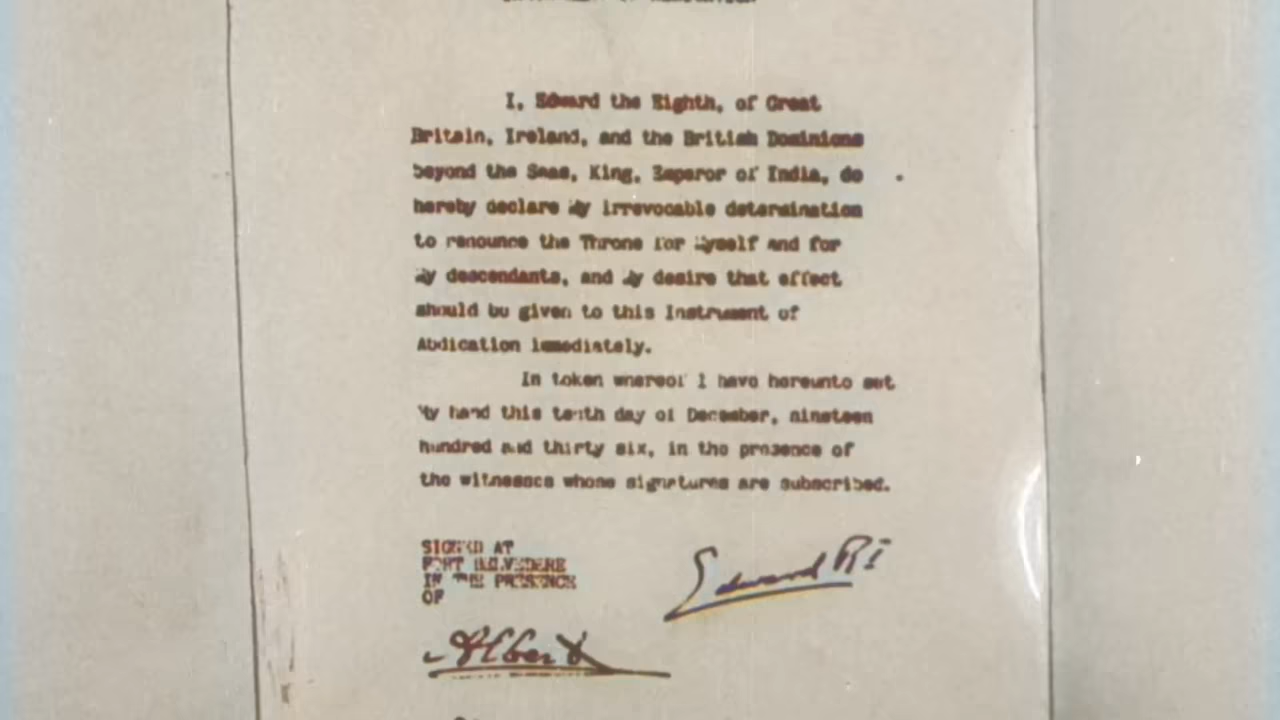 I, Edward the Eighth, of Great
Britain, Ireland, and the British Dominions
beyond the Seas, King, Emperor of India, do
hereby declare My irrevocable determination
to renounce the Throne for Myself and for
My descendants, and My desire that effect
should be given to this Instrument of
Abdication immediately.
In token whereof I have hereunto set
My hand this tenth day of December, nineteen
hundred and thirty six, in the presence of
the witnesses whose signatures are subscribed.
SIGNED AT
FORT BELVEDERE
IN THE PRESENCE
OF
Edward RI
Albert